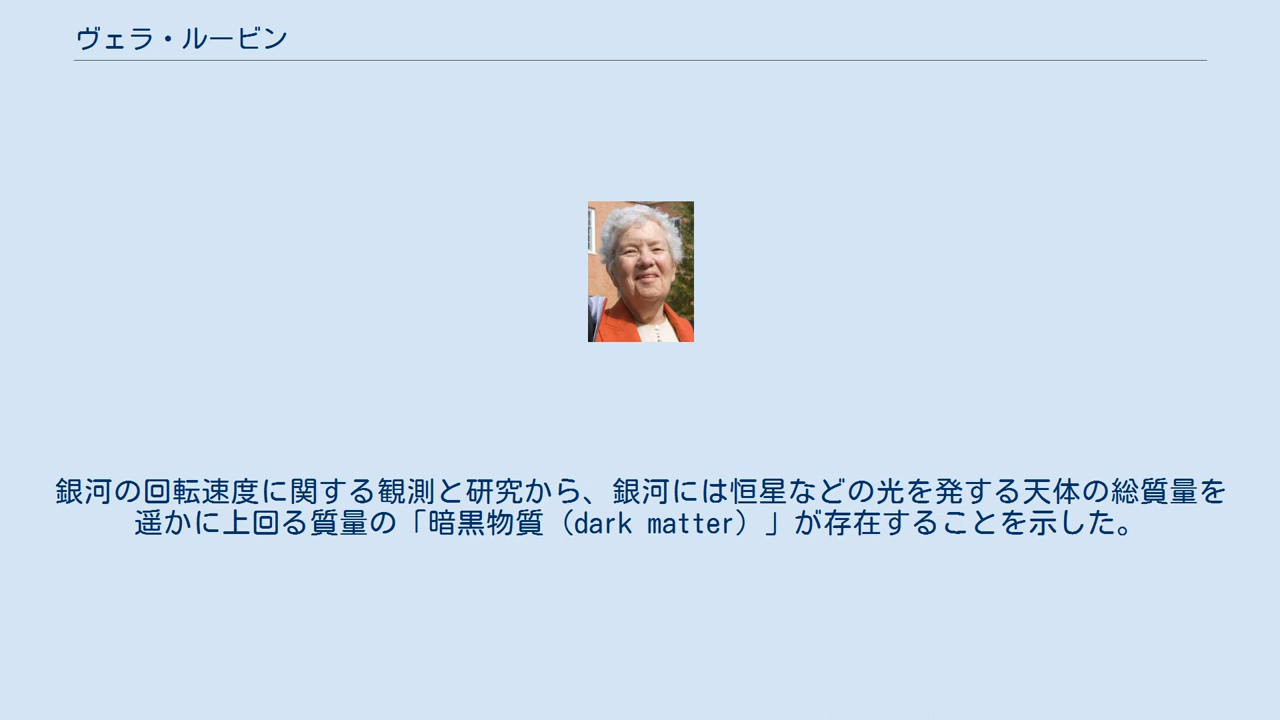 ヴェラ・ルービン
銀河の回転速度に関する観測と研究から、銀河には恒星などの光を発する天体の総質量を
遥かに上回る質量の「暗黒物質（dark matter）」が存在することを示した。